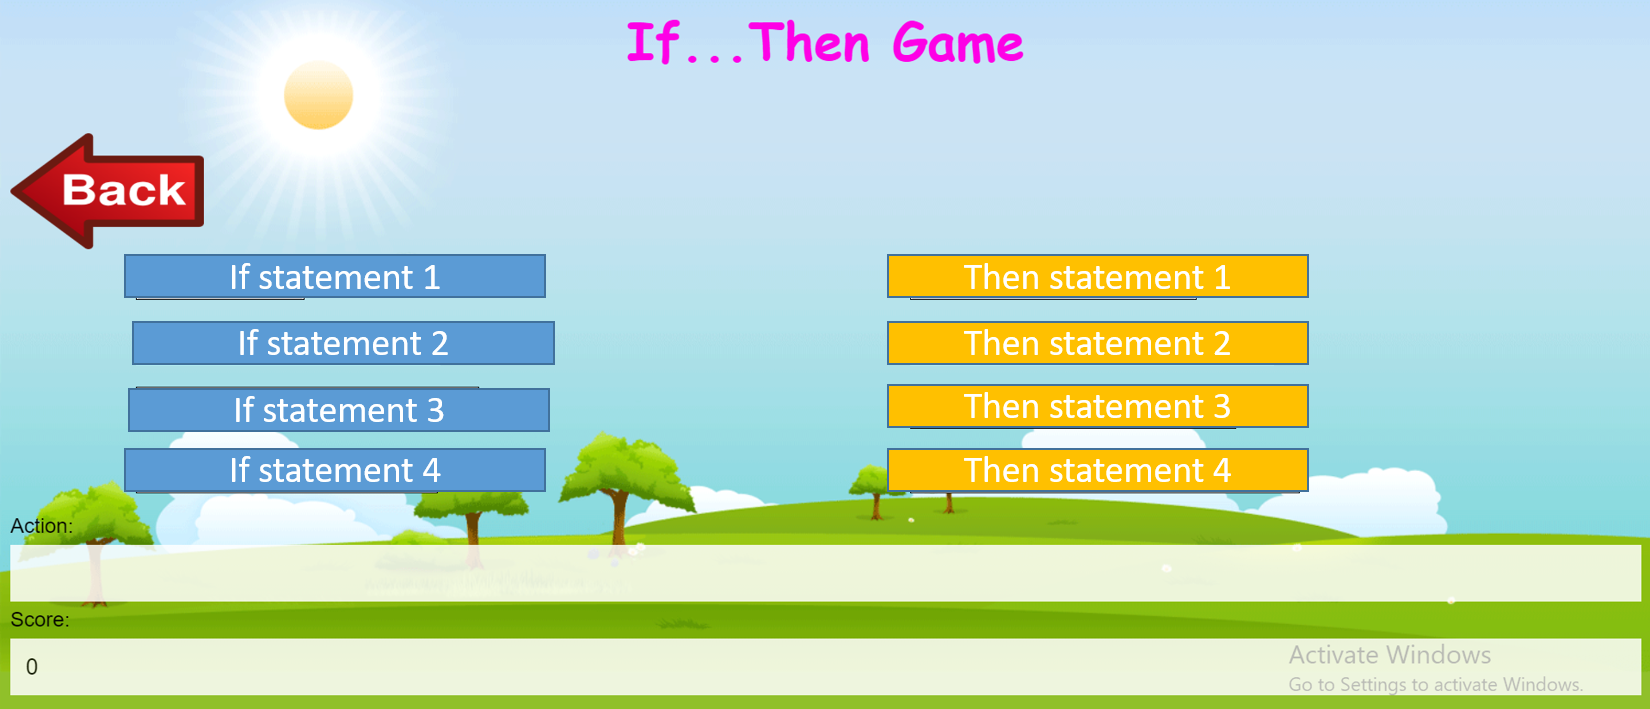 If...Then Game
Back
If statement 1
Then statement 1
If statement 2
Then statement 2
If statement 3
Then statement 3
If statement 4
Then statement 4
Action:
Score:
0
Activate Windows
Go to Settings to activate Windows.